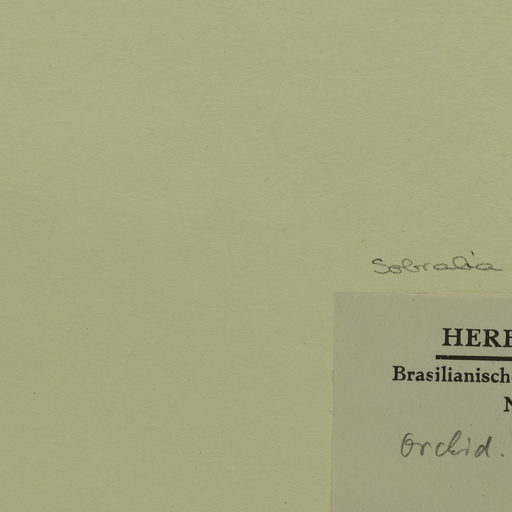 Sobralia
HERB
Brasilianisch
N
Orchid.